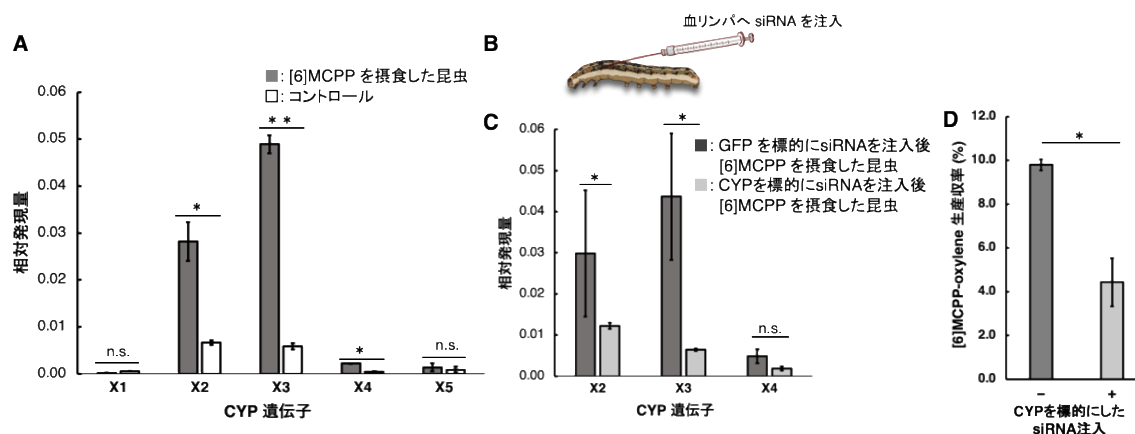 A
■: [6]MCPP を摂食した昆虫
□: コントロール
相対発現量
0.06
0.05
0.04
0.03
0.02
0.01
0.00
n.s.
*
**
*
n.s.
X1 X2 X3 X4 X5
CYP 遺伝子
B
血リンパへ siRNA を注入
C
■: GFP を標的にsiRNAを注入後
[6]MCPP を摂食した昆虫
■: CYPを標的にsiRNAを注入後
[6]MCPP を摂食した昆虫
相対発現量
0.06
0.05
0.04
0.03
0.02
0.01
0.00
*
*
n.s.
X2 X3 X4
CYP 遺伝子
D
[6]MCPP-oxylene 生産収率 (%)
12.0
10.0
8.0
6.0
4.0
2.0
0.0
*
− +
CYPを標的にした
siRNA注入